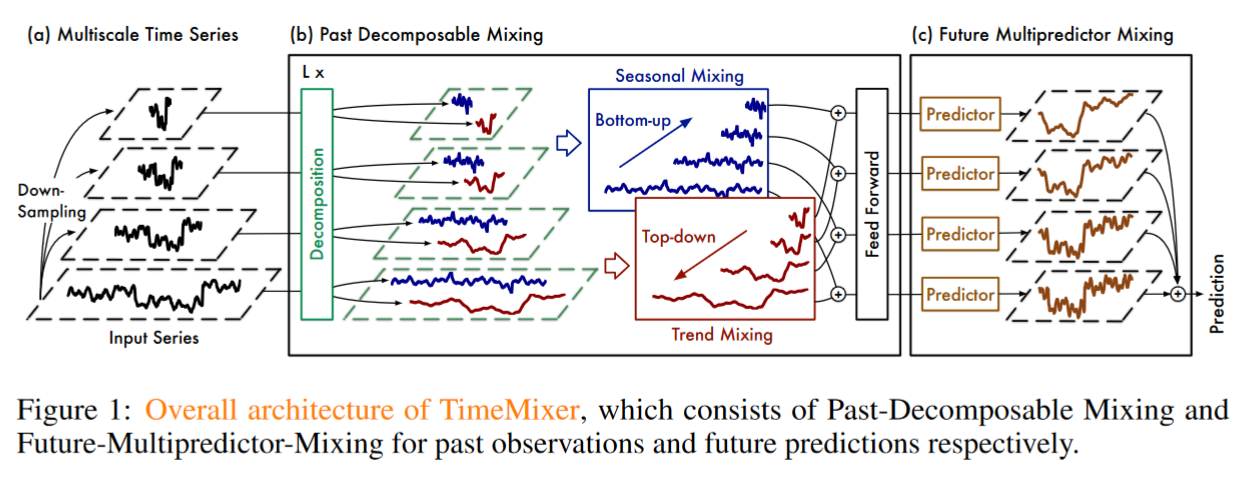 (a) Multiscale Time Series
(b) Past Decomposable Mixing
(c) Future Multipredictor Mixing
L x
Down-
Sampling
Input Series
Decomposition
Seasonal Mixing
Bottom-up
Top-down
Trend Mixing
Feed Forward
Predictor
Predictor
Predictor
Predictor
Prediction
Figure 1: Overall architecture of TimeMixer, which consists of Past-Decomposable Mixing and
Future-Multipredictor-Mixing for past observations and future predictions respectively.